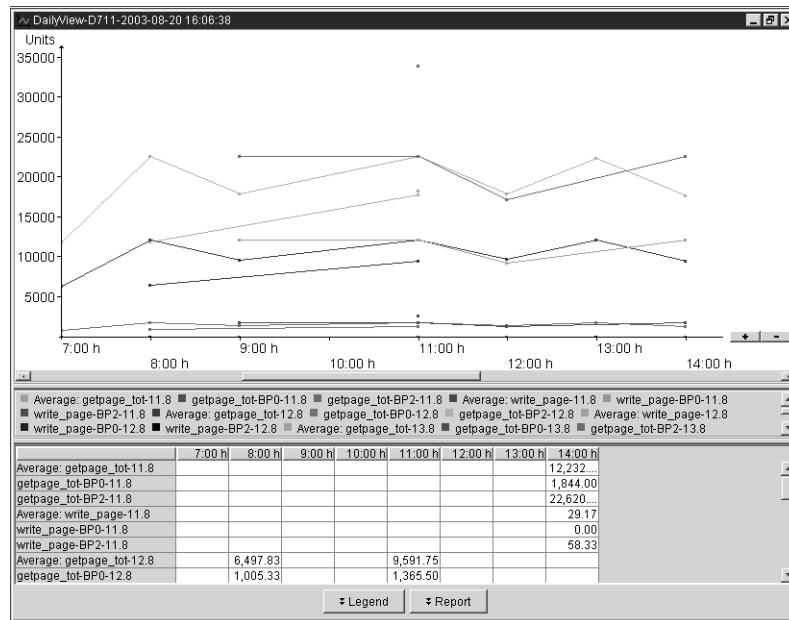 DailyView-D711-2003-08-20 16:06:38
Units
35000
30000
25000
20000
15000
10000
5000
7:00 h 9:00 h 11:00 h 13:00 h
8:00 h 10:00 h 12:00 h 14:00 h
+ -
Average: getpage_tot-11.8 getpage_tot-BP0-11.8 getpage_tot-BP2-11.8 Average: write_page-11.8 write_page-BP0-11.8
write_page-BP2-11.8 Average: getpage_tot-12.8 getpage_tot-BP0-12.8 getpage_tot-BP2-12.8 Average: write_page-12.8
write_page-BP0-12.8 write_page-BP2-12.8 Average: getpage_tot-13.8 getpage_tot-BP0-13.8 getpage_tot-BP2-13.8
7:00 h 8:00 h 9:00 h 10:00 h 11:00 h 12:00 h 13:00 h 14:00 h
Average: getpage_tot-11.8 12,232....
getpage_tot-BP0-11.8 1,844.00
getpage_tot-BP2-11.8 22,620....
Average: write_page-11.8 29.17
write_page-BP0-11.8 0.00
write_page-BP2-11.8 58.33
Average: getpage_tot-12.8 6,497.83 9,591.75
getpage_tot-BP0-12.8 1,005.33 1,365.50
Legend Report